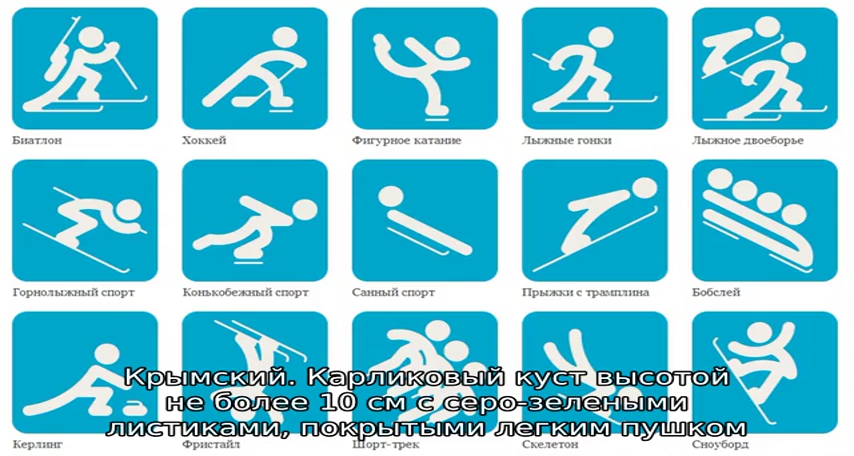 Биатлон Хоккей Фигурное катание Лыжные гонки Лыжное двоеборье
Горнолыжный спорт Конькобежный спорт Санный спорт Прыжки с трамплина Бобслей
Крымский. Карликовый куст высотой
не более 10 см с серо-зелеными
листиками, покрытыми легким пушком
Керлинг Фристайл Шорт-трек Скелетон Сноуборд